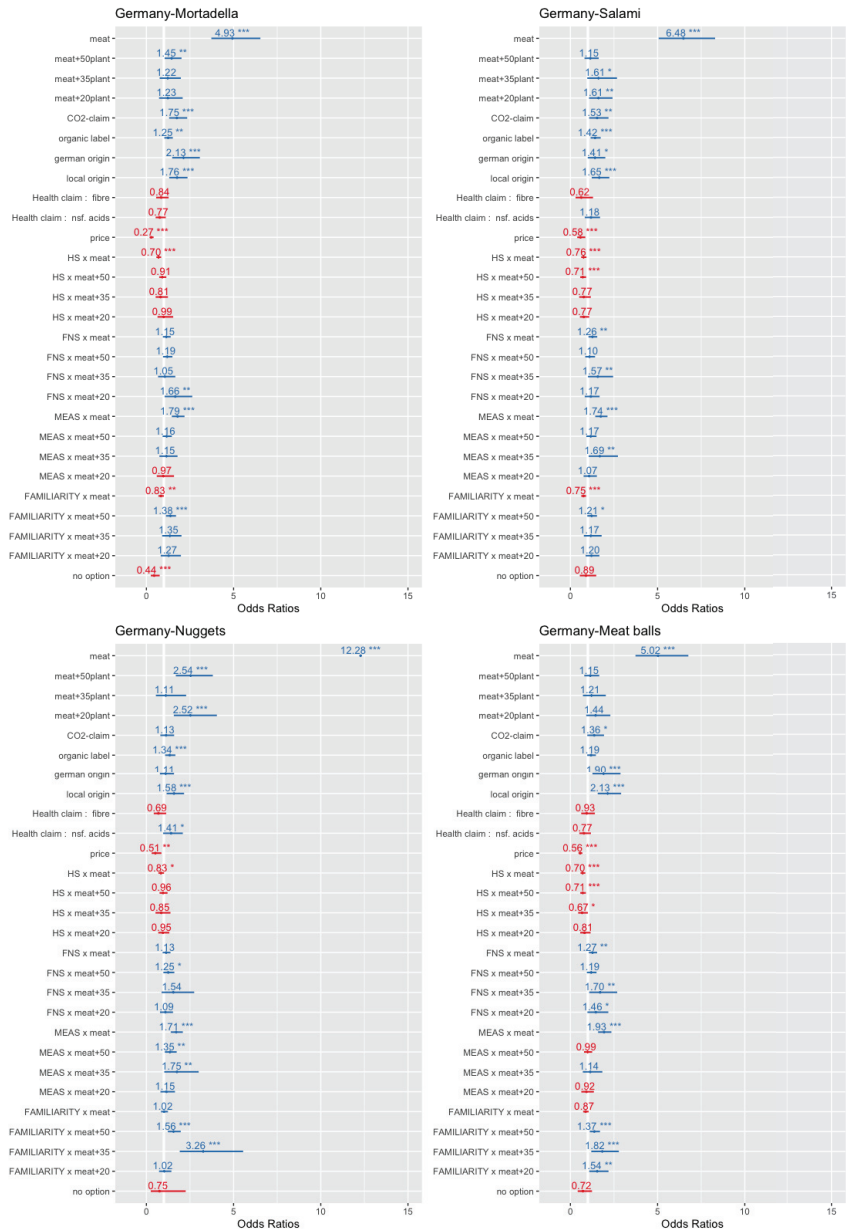 Germany-Mortadella
meat 4.93 ***
meat+50plant 1.45 **
meat+35plant 1.22
meat+20plant 1.23
CO2-claim 1.75 ***
organic label 1.25 **
german origin 2.13 ***
local origin 1.76 ***
Health claim : fibre 0.84
Health claim : nsf. acids 0.77
price 0.27 ***
HS x meat 0.70 ***
HS x meat+50 0.91
HS x meat+35 0.81
HS x meat+20 0.99
FNS x meat 1.15
FNS x meat+50 1.19
FNS x meat+35 1.05
FNS x meat+20 1.66 **
MEAS x meat 1.79 ***
MEAS x meat+50 1.16
MEAS x meat+35 1.15
MEAS x meat+20 0.97
FAMILIARITY x meat 0.83 **
FAMILIARITY x meat+50 1.38 ***
FAMILIARITY x meat+35 1.35
FAMILIARITY x meat+20 1.27
no option 0.44 ***
0 5 10 15
Odds Ratios
Germany-Salami
meat 6.48 ***
meat+50plant 1.15
meat+35plant 1.61 *
meat+20plant 1.61 **
CO2-claim 1.53 **
organic label 1.42 ***
german origin 1.41 *
local origin 1.65 ***
Health claim : fibre 0.62
Health claim : nsf. acids 1.18
price 0.58 ***
HS x meat 0.76 ***
HS x meat+50 0.71 ***
HS x meat+35 0.77
HS x meat+20 0.77
FNS x meat 1.26 **
FNS x meat+50 1.10
FNS x meat+35 1.57 **
FNS x meat+20 1.17
MEAS x meat 1.74 ***
MEAS x meat+50 1.17
MEAS x meat+35 1.69 **
MEAS x meat+20 1.07
FAMILIARITY x meat 0.75 ***
FAMILIARITY x meat+50 1.21 *
FAMILIARITY x meat+35 1.17
FAMILIARITY x meat+20 1.20
no option 0.89
0 5 10 15
Odds Ratios
Germany-Nuggets
meat 12.28 ***
meat+50plant 2.54 ***
meat+35plant 1.11
meat+20plant 2.52 ***
CO2-claim 1.13
organic label 1.34 ***
german origin 1.11
local origin 1.58 ***
Health claim : fibre 0.69
Health claim : nsf. acids 1.41 *
price 0.51 **
HS x meat 0.83 *
HS x meat+50 0.96
HS x meat+35 0.85
HS x meat+20 0.95
FNS x meat 1.13
FNS x meat+50 1.25 *
FNS x meat+35 1.54
FNS x meat+20 1.09
MEAS x meat 1.71 ***
MEAS x meat+50 1.35 **
MEAS x meat+35 1.75 **
MEAS x meat+20 1.15
FAMILIARITY x meat 1.02
FAMILIARITY x meat+50 1.56 ***
FAMILIARITY x meat+35 3.26 ***
FAMILIARITY x meat+20 1.02
no option 0.75
0 5 10 15
Odds Ratios
Germany-Meat balls
meat 5.02 ***
meat+50plant 1.15
meat+35plant 1.21
meat+20plant 1.44
CO2-claim 1.36 *
organic label 1.19
german origin 1.90 ***
local origin 2.13 ***
Health claim : fibre 0.93
Health claim : nsf. acids 0.77
price 0.56 ***
HS x meat 0.70 ***
HS x meat+50 0.71 ***
HS x meat+35 0.67 *
HS x meat+20 0.81
FNS x meat 1.27 **
FNS x meat+50 1.19
FNS x meat+35 1.70 **
FNS x meat+20 1.46 *
MEAS x meat 1.93 ***
MEAS x meat+50 0.99
MEAS x meat+35 1.14
MEAS x meat+20 0.92
FAMILIARITY x meat 0.87
FAMILIARITY x meat+50 1.37 ***
FAMILIARITY x meat+35 1.82 ***
FAMILIARITY x meat+20 1.54 **
no option 0.72
0 5 10 15
Odds Ratios